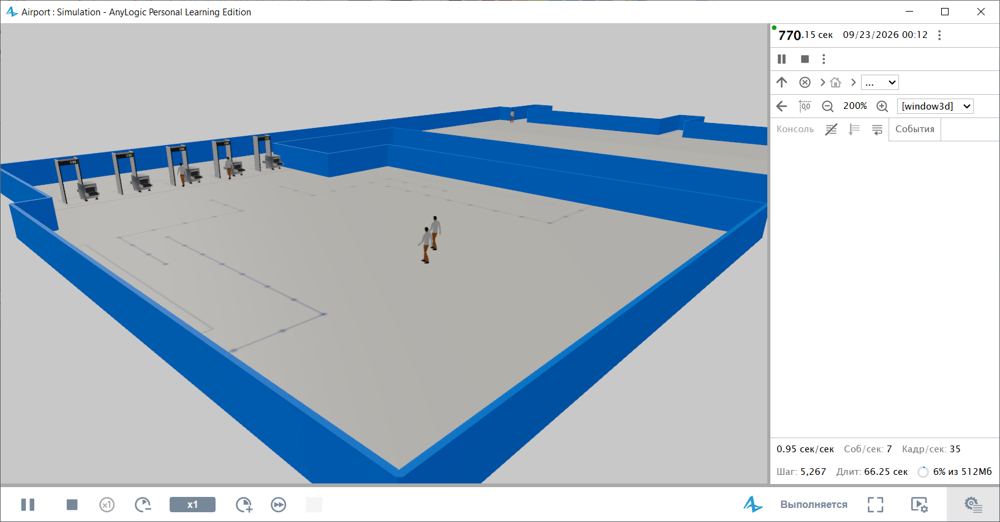 Airport : Simulation - AnyLogic Personal Learning Edition
770.15 сек 09/23/2026 00:12
...
200% [window3d]
Консоль События
0.95 сек/сек Соб/сек: 7 Кадр/сек: 35
Шаг: 5,267 Длит: 66.25 сек 6% из 512Мб
x1 x1 Выполняется